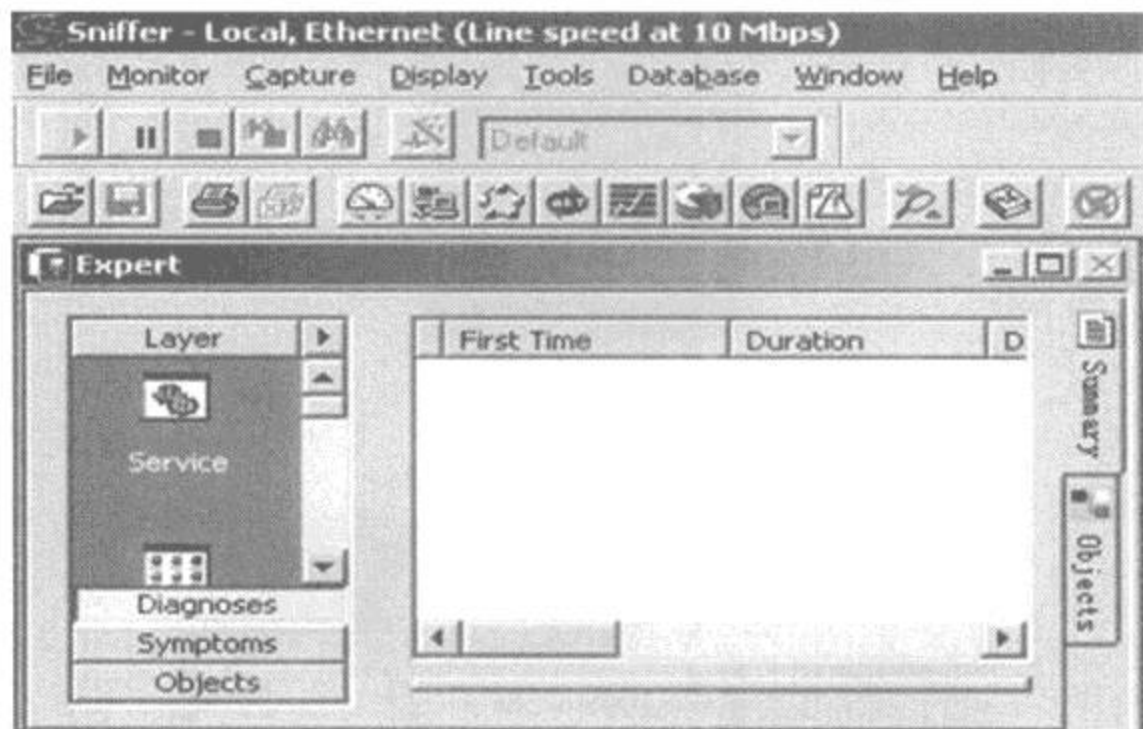 Sniffer - Local, Ethernet (Line speed at 10 Mbps)
File Monitor Capture Display Tools Database Window Help
Default
Expert
Layer
First Time Duration D
Service
Diagnoses
Symptoms
Objects
Summary
Objects